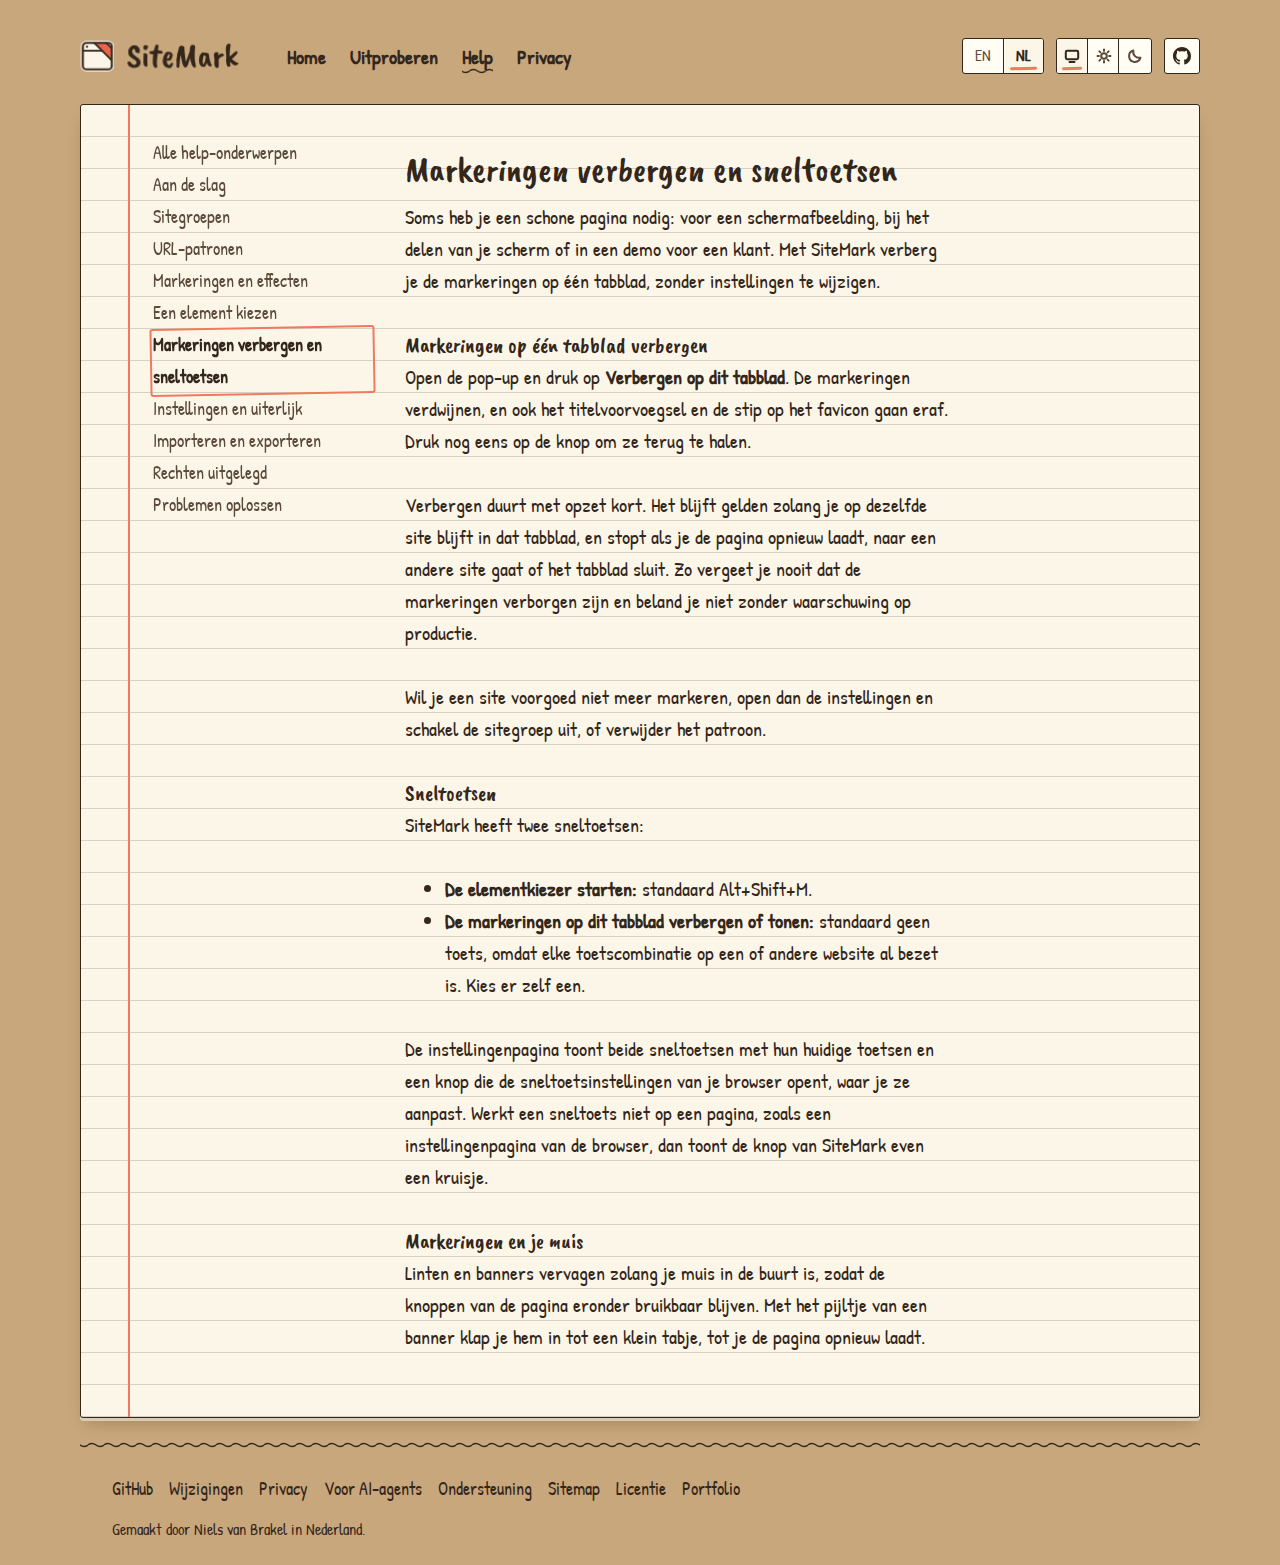 SiteMark
Home Uitproberen Help Privacy
EN NL
Alle help-onderwerpen
Aan de slag
Sitegroepen
URL-patronen
Markeringen en effecten
Een element kiezen
Markeringen verbergen en
sneltoetsen
Instellingen en uiterlijk
Importeren en exporteren
Rechten uitgelegd
Problemen oplossen
Markeringen verbergen en sneltoetsen
Soms heb je een schone pagina nodig: voor een schermafbeelding, bij het
delen van je scherm of in een demo voor een klant. Met SiteMark verberg
je de markeringen op één tabblad, zonder instellingen te wijzigen.
Markeringen op één tabblad verbergen
Open de pop-up en druk op Verbergen op dit tabblad. De markeringen
verdwijnen, en ook het titelvoorvoegsel en de stip op het favicon gaan eraf.
Druk nog eens op de knop om ze terug te halen.
Verbergen duurt met opzet kort. Het blijft gelden zolang je op dezelfde
site blijft in dat tabblad, en stopt als je de pagina opnieuw laadt, naar een
andere site gaat of het tabblad sluit. Zo vergeet je nooit dat de
markeringen verborgen zijn en beland je niet zonder waarschuwing op
productie.
Wil je een site voorgoed niet meer markeren, open dan de instellingen en
schakel de sitegroep uit, of verwijder het patroon.
Sneltoetsen
SiteMark heeft twee sneltoetsen:
De elementkiezer starten: standaard Alt+Shift+M.
De markeringen op dit tabblad verbergen of tonen: standaard geen
toets, omdat elke toetscombinatie op een of andere website al bezet
is. Kies er zelf een.
De instellingenpagina toont beide sneltoetsen met hun huidige toetsen en
een knop die de sneltoetsinstellingen van je browser opent, waar je ze
aanpast. Werkt een sneltoets niet op een pagina, zoals een
instellingenpagina van de browser, dan toont de knop van SiteMark even
een kruisje.
Markeringen en je muis
Linten en banners vervagen zolang je muis in de buurt is, zodat de
knoppen van de pagina eronder bruikbaar blijven. Met het pijltje van een
banner klap je hem in tot een klein tabje, tot je de pagina opnieuw laadt.
GitHub Wijzigingen Privacy Voor AI-agents Ondersteuning Sitemap Licentie Portfolio
Gemaakt door Niels van Brakel in Nederland.